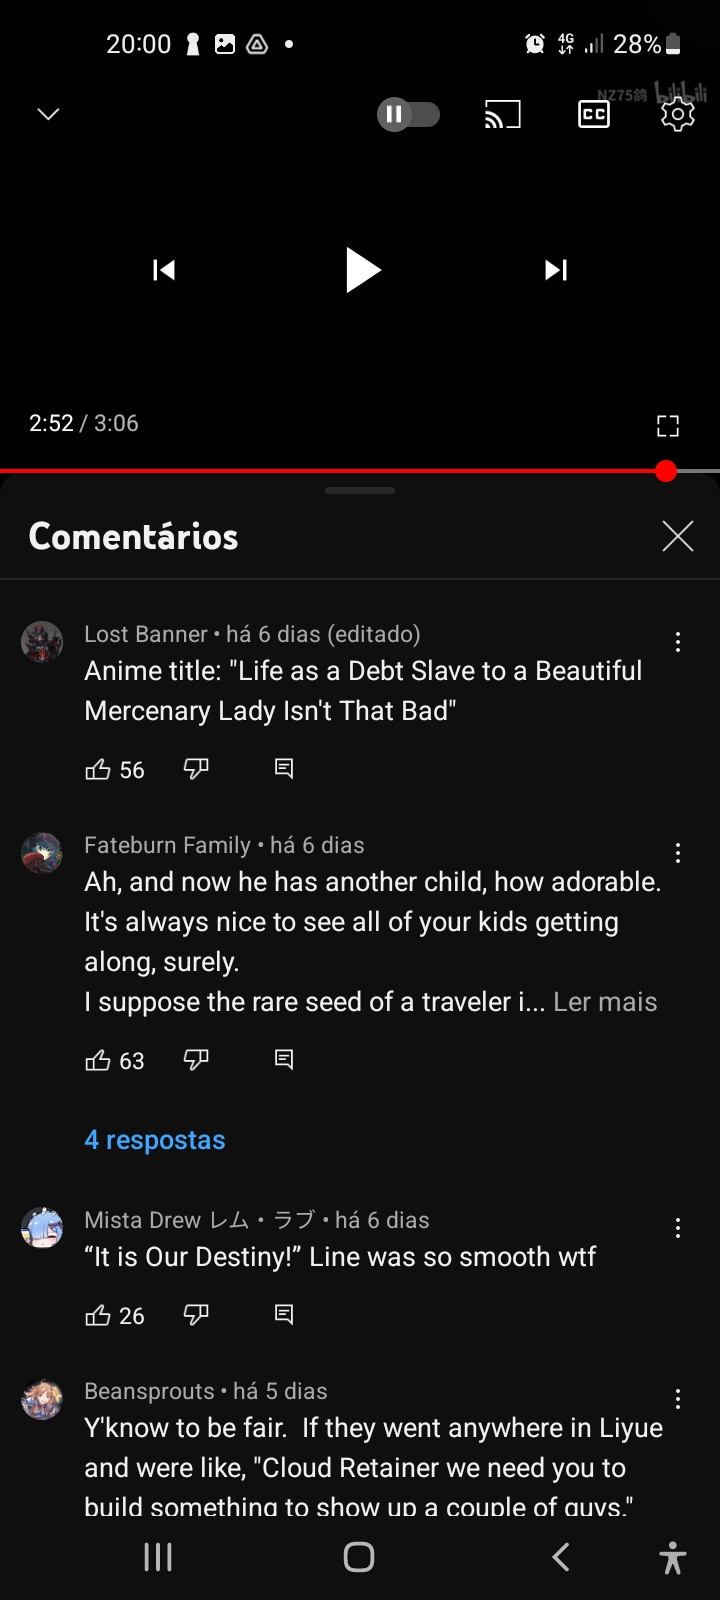 20:00
4G
28%
NZ75鸽 bilibili
CC
2:52 / 3:06
Comentários
Lost Banner • há 6 dias (editado)
Anime title: "Life as a Debt Slave to a Beautiful
Mercenary Lady Isn't That Bad"
56
Fateburn Family • há 6 dias
Ah, and now he has another child, how adorable.
It's always nice to see all of your kids getting
along, surely.
I suppose the rare seed of a traveler i... Ler mais
63
4 respostas
Mista Drew レム・ラブ • há 6 dias
“It is Our Destiny!” Line was so smooth wtf
26
Beansprouts • há 5 dias
Y'know to be fair.  If they went anywhere in Liyue
and were like, "Cloud Retainer we need you to
build something to show up a couple of guys."